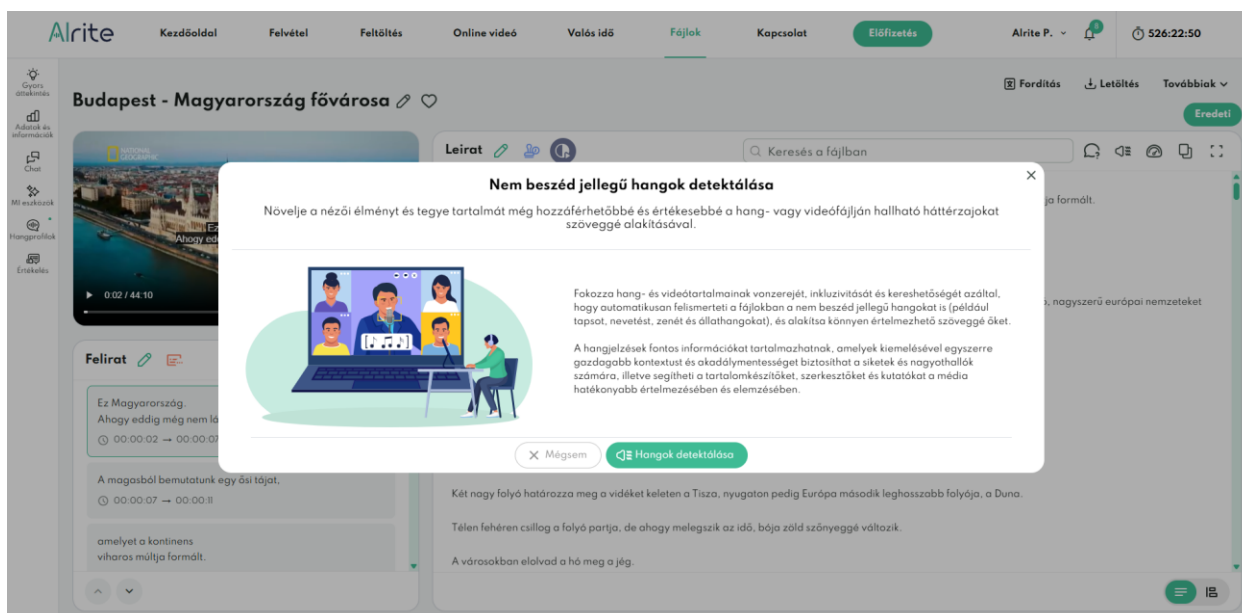 Alrite
Kezdőoldal
Felvétel
Feltöltés
Online videó
Valós idő
Fájlok
Kapcsolat
Előfizetés
Alrite P.
8
526:22:50
Gyors
áttekintés
Adatok és
információk
Chat
MI eszközök
Hangprofilok
Értékelés
Budapest - Magyarország fővárosa
Fordítás
Letöltés
Továbbiak
Eredeti
NATIONAL
GEOGRAPHIC
Ez
Ahogy edd
0:02 / 44:10
Leirat
Keresés a fájlban
ja formált.
ó, nagyszerű európai nemzeteket
Nem beszéd jellegű hangok detektálása
Növelje a nézői élményt és tegye tartalmát még hozzáférhetőbbé és értékesebbé a hang- vagy videófájlján hallható háttérzajokat
szöveggé alakításával.
Fokozza hang- és videótartalmainak vonzerejét, inkluzivitását és kereshetőségét azáltal,
hogy automatikusan felismerteti a fájlokban a nem beszéd jellegű hangokat is (például
tapsot, nevetést, zenét és állathangokat), és alakítsa könnyen értelmezhető szöveggé őket.
A hangjelzések fontos információkat tartalmazhatnak, amelyek kiemelésével egyszerre
gazdagabb kontextust és akadálymentességet biztosíthat a siketek és nagyothallók
számára, illetve segítheti a tartalomkészítőket, szerkesztőket és kutatókat a média
hatékonyabb értelmezésében és elemzésében.
Mégsem
Hangok detektálása
Felirat
Ez Magyarország.
Ahogy eddig még nem lá
00:00:02 → 00:00:07
A magasból bemutatunk egy ősi tájat,
00:00:07 → 00:00:11
amelyet a kontinens
viharos múltja formált.
Két nagy folyó határozza meg a vidéket keleten a Tisza, nyugaton pedig Európa második leghosszabb folyója, a Duna.
Télen fehéren csillog a folyó partja, de ahogy melegszik az idő, bója zöld szőnyeggé változik.
A városokban elolvad a hó meg a jég.